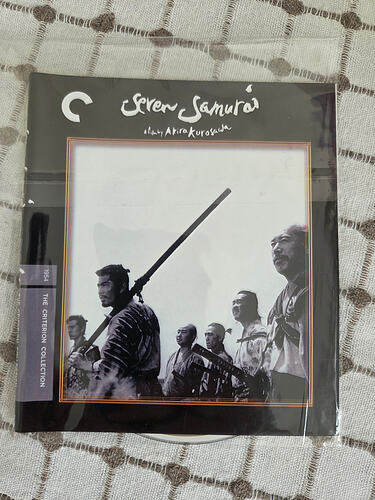 Seven Samurai
a film by Akira Kurosawa
1954
THE CRITERION COLLECTION